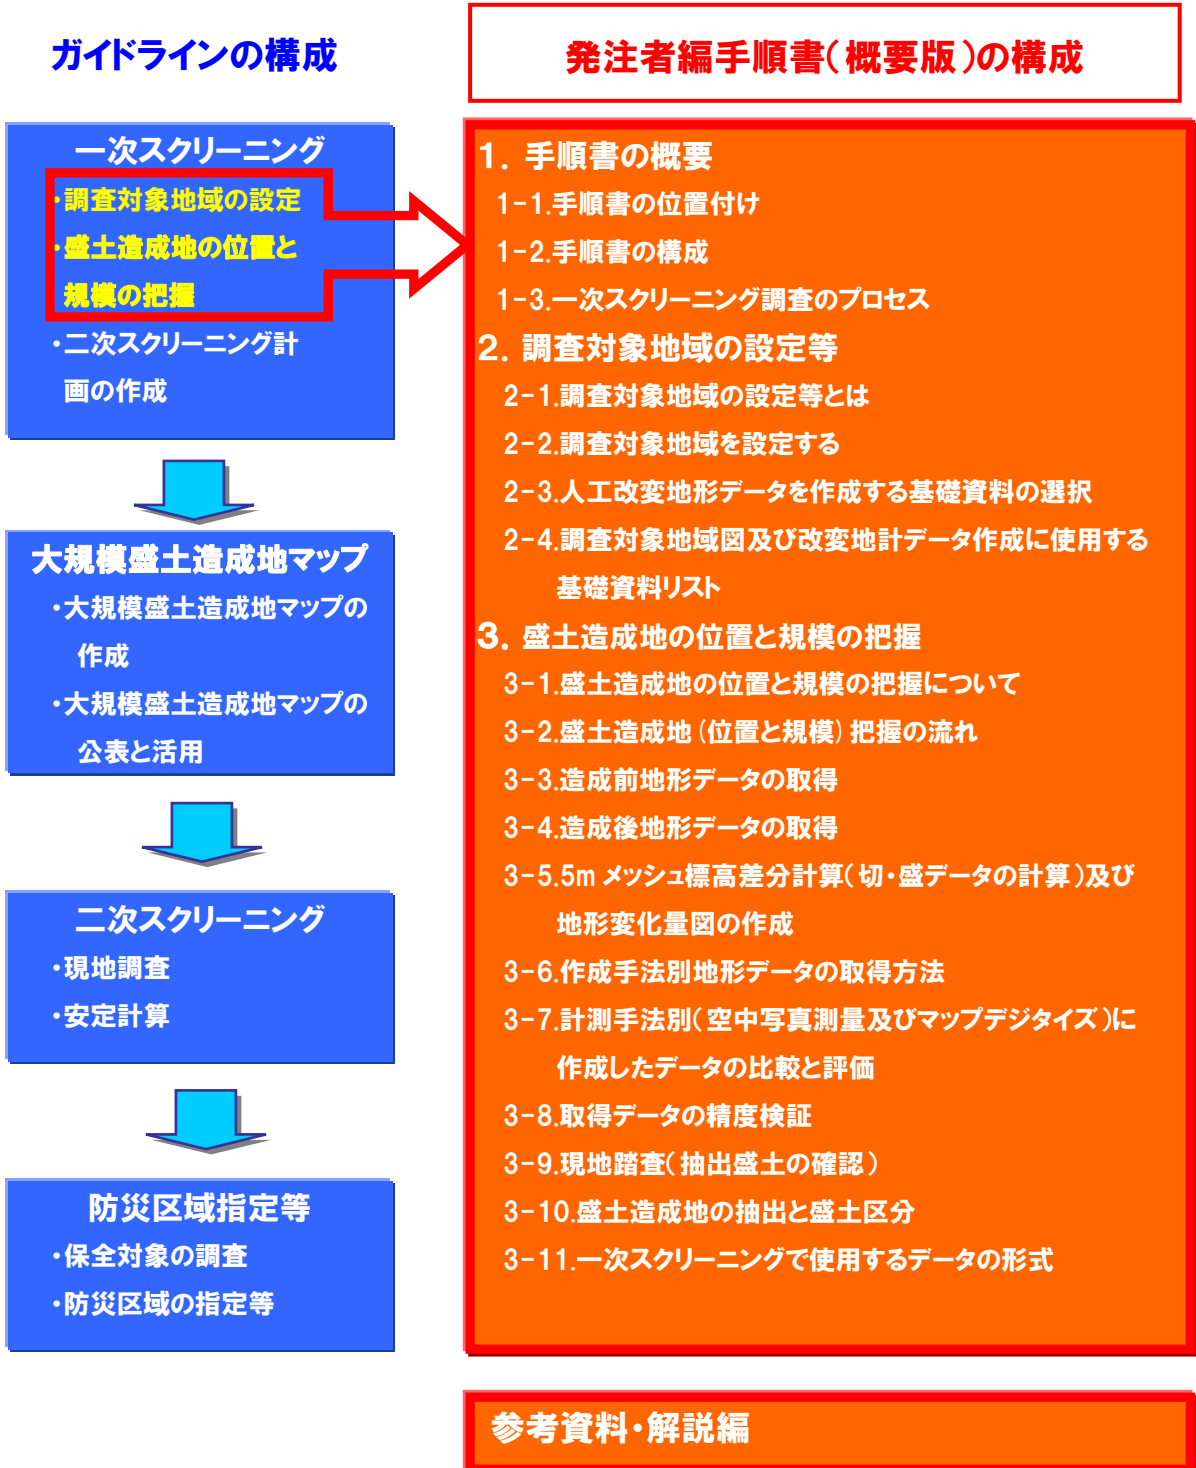 ガイドラインの構成
一次スクリーニング
・調査対象地域の設定
・盛土造成地の位置と
規模の把握
・二次スクリーニング計
画の作成
大規模盛土造成地マップ
・大規模盛土造成地マップの
作成
・大規模盛土造成地マップの
公表と活用
二次スクリーニング
・現地調査
・安定計算
防災区域指定等
・保全対象の調査
・防災区域の指定等
発注者編手順書(概要版)の構成
1. 手順書の概要
1-1.手順書の位置付け
1-2.手順書の構成
1-3.一次スクリーニング調査のプロセス
2. 調査対象地域の設定等
2-1.調査対象地域の設定等とは
2-2.調査対象地域を設定する
2-3.人工改変地形データを作成する基礎資料の選択
2-4.調査対象地域図及び改変地計データ作成に使用する
基礎資料リスト
3. 盛土造成地の位置と規模の把握
3-1.盛土造成地の位置と規模の把握について
3-2.盛土造成地(位置と規模)把握の流れ
3-3.造成前地形データの取得
3-4.造成後地形データの取得
3-5.5mメッシュ標高差分計算(切・盛データの計算)及び
地形変化量図の作成
3-6.作成手法別地形データの取得方法
3-7.計測手法別(空中写真測量及びマップデジタイズ)に
作成したデータの比較と評価
3-8.取得データの精度検証
3-9.現地踏査(抽出盛土の確認)
3-10.盛土造成地の抽出と盛土区分
3-11.一次スクリーニングで使用するデータの形式
参考資料・解説編